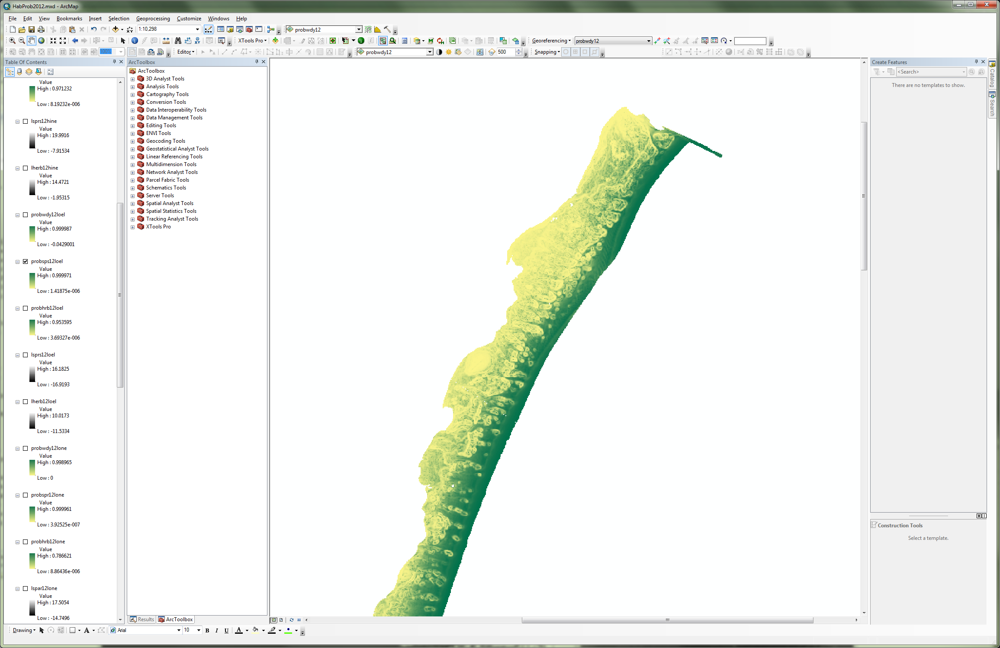 HabProb2012.mxd - ArcMap
File Edit View Bookmarks Insert Selection Geoprocessing Customize Windows Help
1:10,298
probwdy12
XTools Pro
Georeferencing probwdy12
100%
Editor
probwdy12
500
Snapping
Table Of Contents
Value
High : 0.971232
Low : 8.19232e-006
lsprs12hine
Value
High : 19.9916
Low : -7.91534
lherb12hine
Value
High : 14.4721
Low : -1.95315
probwdy12loel
Value
High : 0.999987
Low : -0.0429001
probsps12loel
Value
High : 0.999971
Low : 1.41875e-006
probhrb12loel
Value
High : 0.953595
Low : 3.69327e-006
lsprs12loel
Value
High : 16.1825
Low : -16.9193
lherb12loel
Value
High : 10.0173
Low : -11.5334
probwdy12lone
Value
High : 0.998965
Low : 0
probspr12lone
Value
High : 0.999961
Low : 3.92525e-007
probhrb12lone
Value
High : 0.786621
Low : 8.86436e-006
lspar12lone
Value
High : 17.5054
Low : -14.7496
ArcToolbox
ArcToolbox
3D Analyst Tools
Analysis Tools
Cartography Tools
Conversion Tools
Data Interoperability Tools
Data Management Tools
Editing Tools
ENVI Tools
Geocoding Tools
Geostatistical Analyst Tools
Linear Referencing Tools
Multidimension Tools
Network Analyst Tools
Parcel Fabric Tools
Schematics Tools
Server Tools
Spatial Analyst Tools
Spatial Statistics Tools
Tracking Analyst Tools
XTools Pro
Results ArcToolbox
Create Features
<Search>
There are no templates to show.
Construction Tools
Select a template.
Catalog
Search
Drawing A Arial 10 B I U A